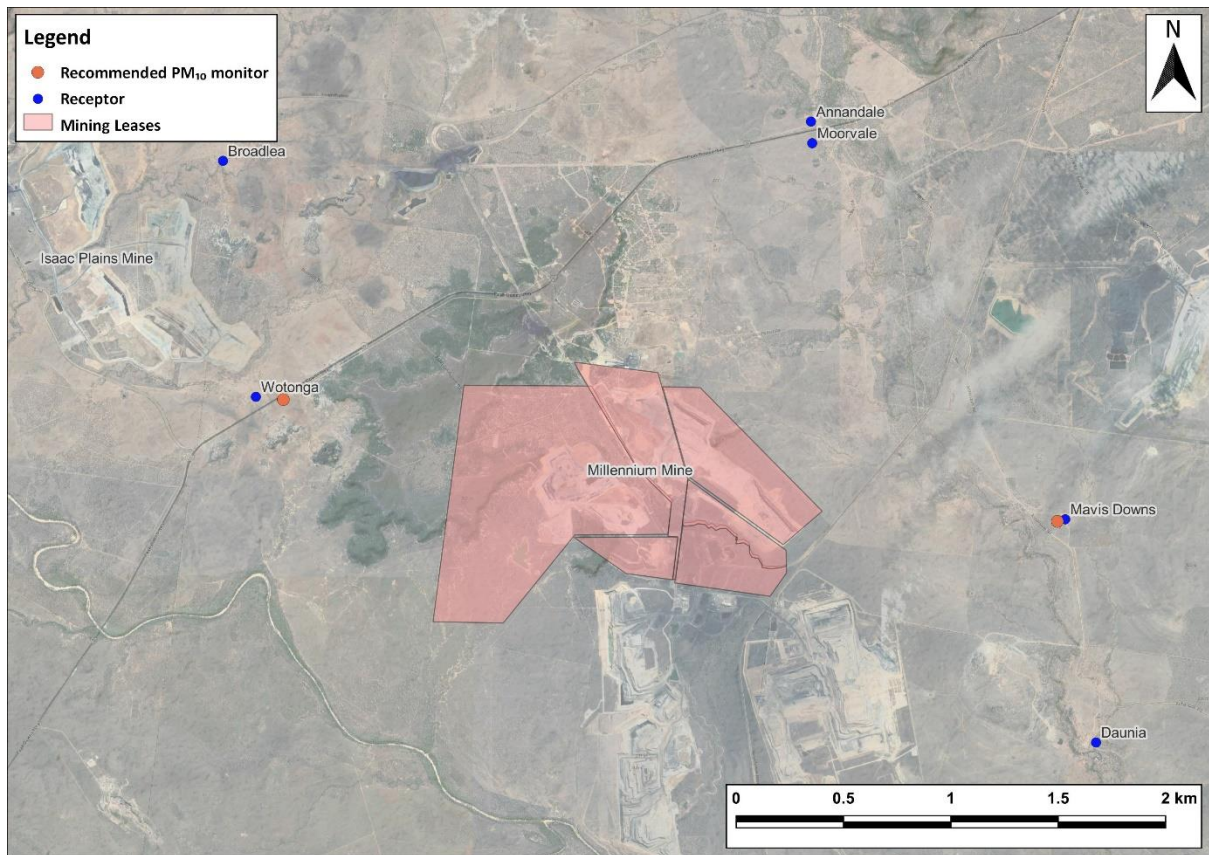 Legend
Recommended PM₁₀ monitor
Receptor
Mining Leases
N
Annandale
Moorvale
Broadlea
Isaac Plains Mine
Wotonga
Millennium Mine
Mavis Downs
Daunia
0 0.5 1 1.5 2 km